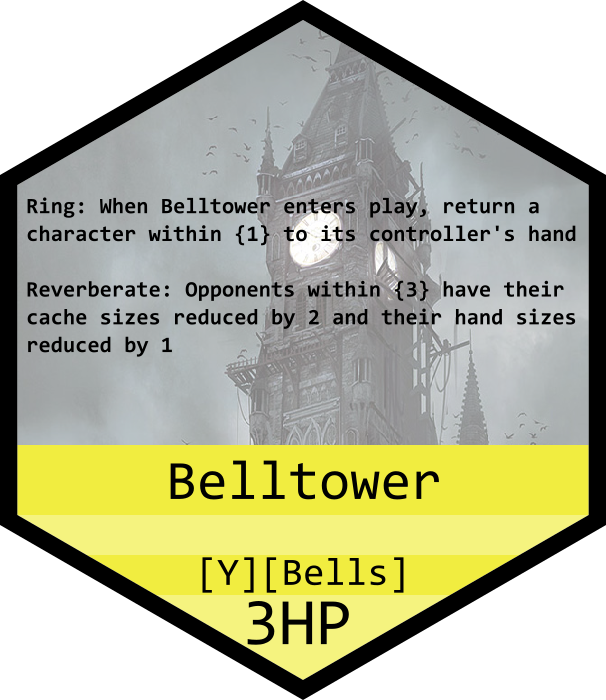 Ring: When Belltower enters play, return a
character within {1} to its controller's hand
Reverberate: Opponents within {3} have their
cache sizes reduced by 2 and their hand sizes
reduced by 1
Belltower
[Y][Bells]
3HP